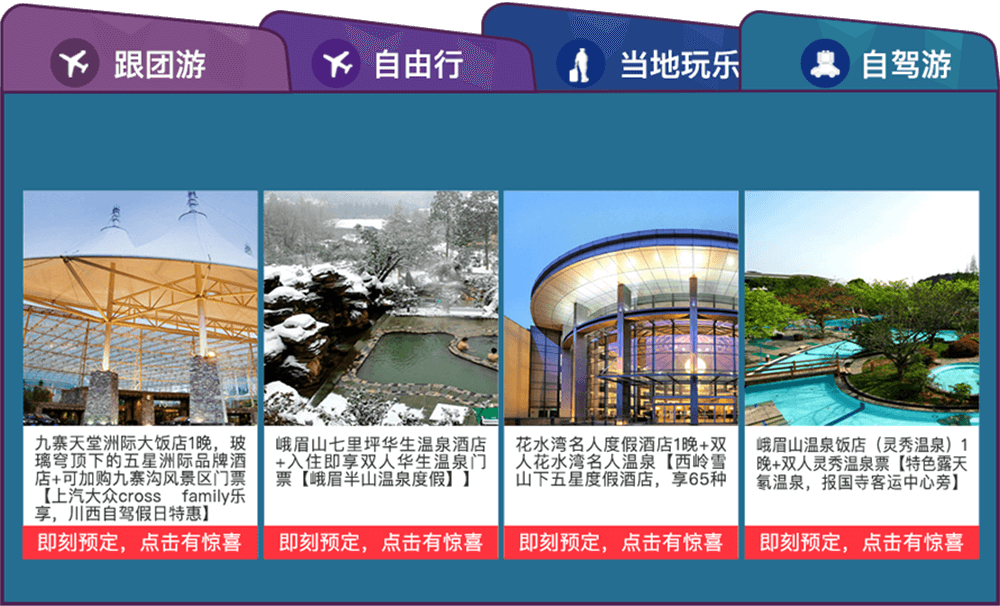 跟团游
自由行
当地玩乐
自驾游
九寨天堂洲际大饭店1晚，玻
璃穹顶下的五星洲际品牌酒
店+可加购九寨沟风景区门票
【上汽大众cross family乐
享，川西自驾假日特惠】
即刻预定，点击有惊喜
峨眉山七里坪华生温泉酒店
+入住即享双人华生温泉门
票【峨眉半山温泉度假】】
即刻预定，点击有惊喜
花水湾名人度假酒店1晚+双
人花水湾名人温泉【西岭雪
山下五星度假酒店，享65种
即刻预定，点击有惊喜
峨眉山温泉饭店（灵秀温泉）1
晚+双人灵秀温泉票【特色露天
氡温泉，报国寺客运中心旁】
即刻预定，点击有惊喜